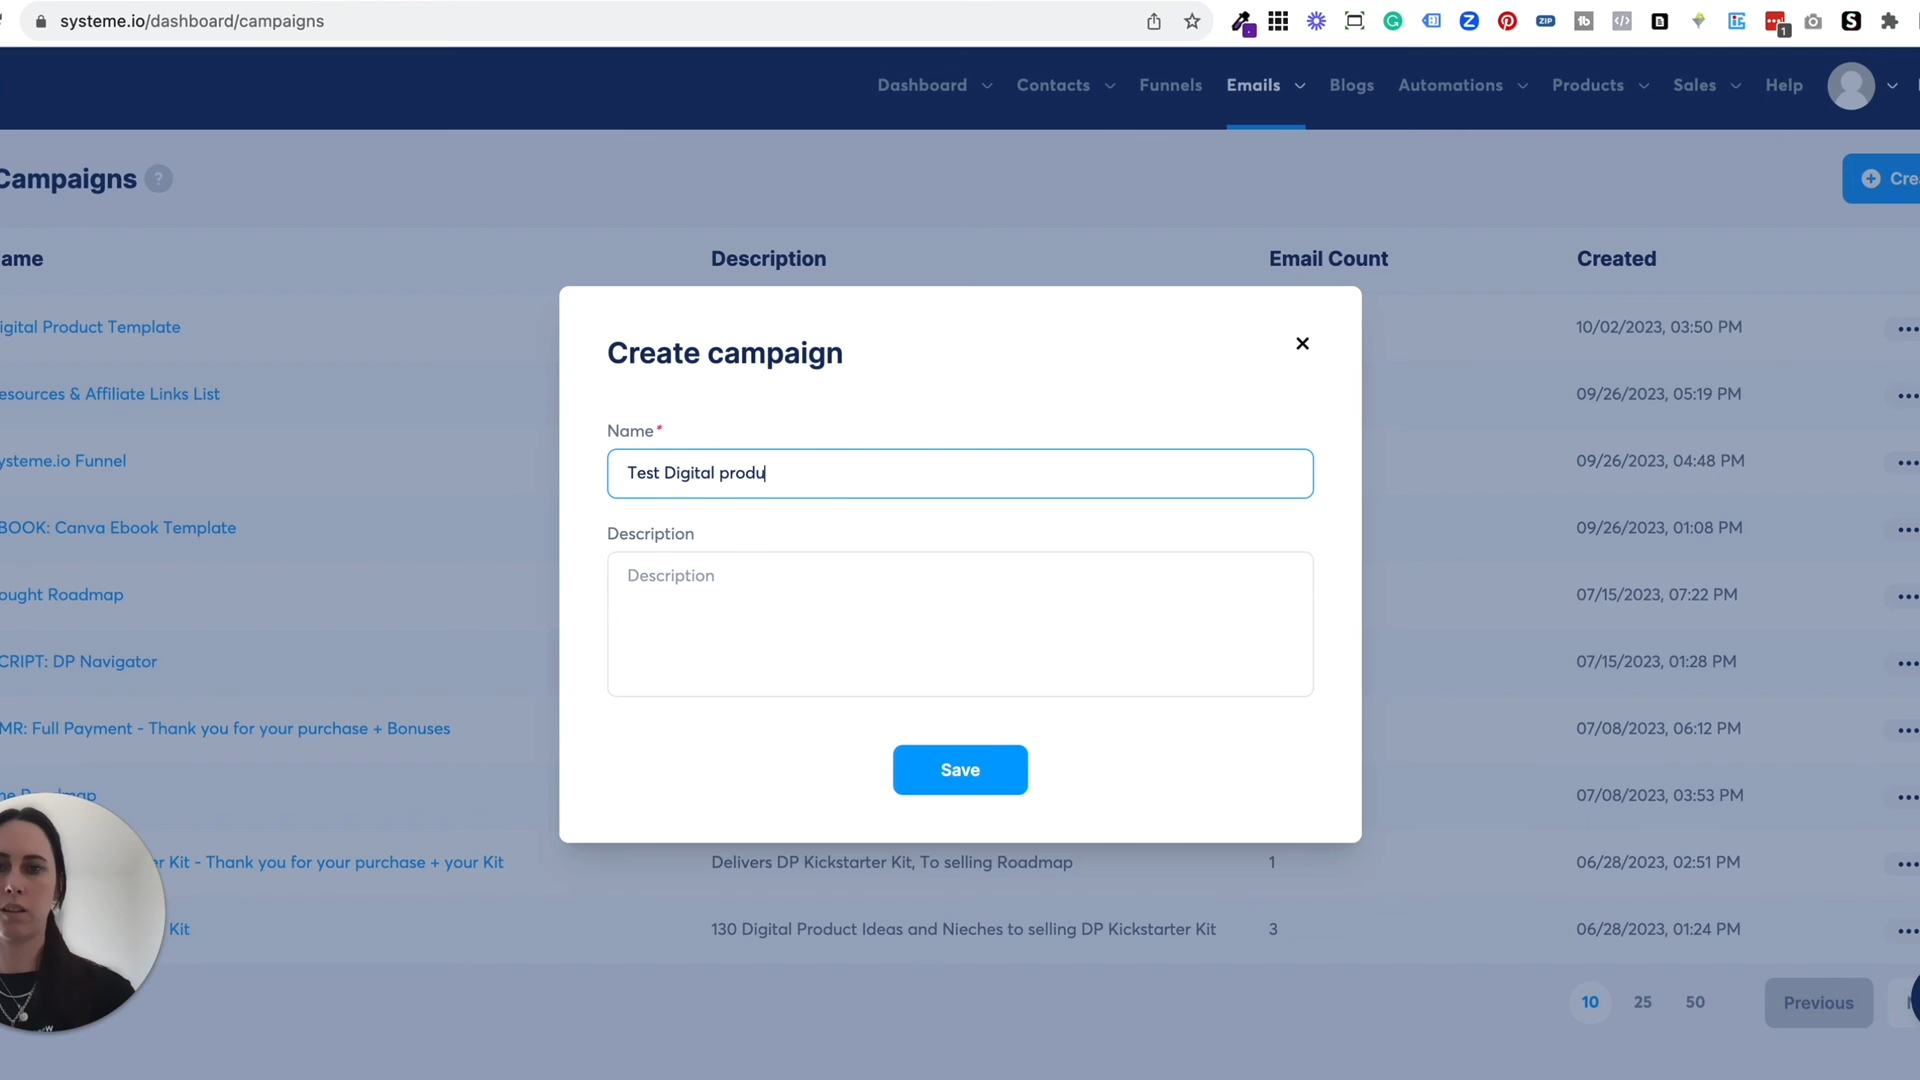 systeme.io/dashboard/campaigns
1
Dashboard Contacts Funnels Emails Blogs Automations Products Sales Help
Campaigns ?
Cre
ame Description Email Count Created
igital Product Template 10/02/2023, 03:50 PM
esources & Affiliate Links List 09/26/2023, 05:19 PM
ysteme.io Funnel 09/26/2023, 04:48 PM
BOOK: Canva Ebook Template 09/26/2023, 01:08 PM
ought Roadmap 07/15/2023, 07:22 PM
CRIPT: DP Navigator 07/15/2023, 01:28 PM
MR: Full Payment - Thank you for your purchase + Bonuses 07/08/2023, 06:12 PM
07/08/2023, 03:53 PM
er Kit - Thank you for your purchase + your Kit Delivers DP Kickstarter Kit, To selling Roadmap 1 06/28/2023, 02:51 PM
Kit 130 Digital Product Ideas and Nieches to selling DP Kickstarter Kit 3 06/28/2023, 01:24 PM
Create campaign
Name*
Test Digital produ
Description
Description
Save
10 25 50 Previous